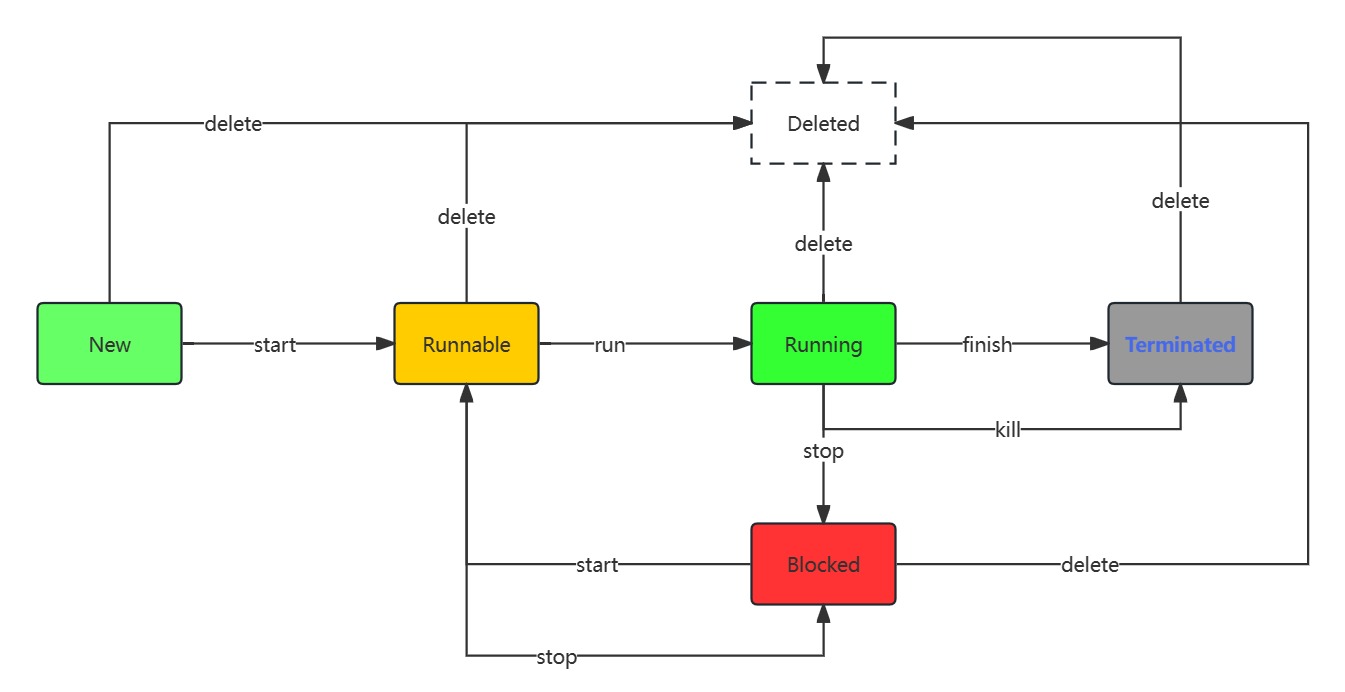 delete
Deleted
delete
delete
delete
New
start
Runnable
run
Running
finish
Terminated
kill
stop
start
Blocked
delete
stop